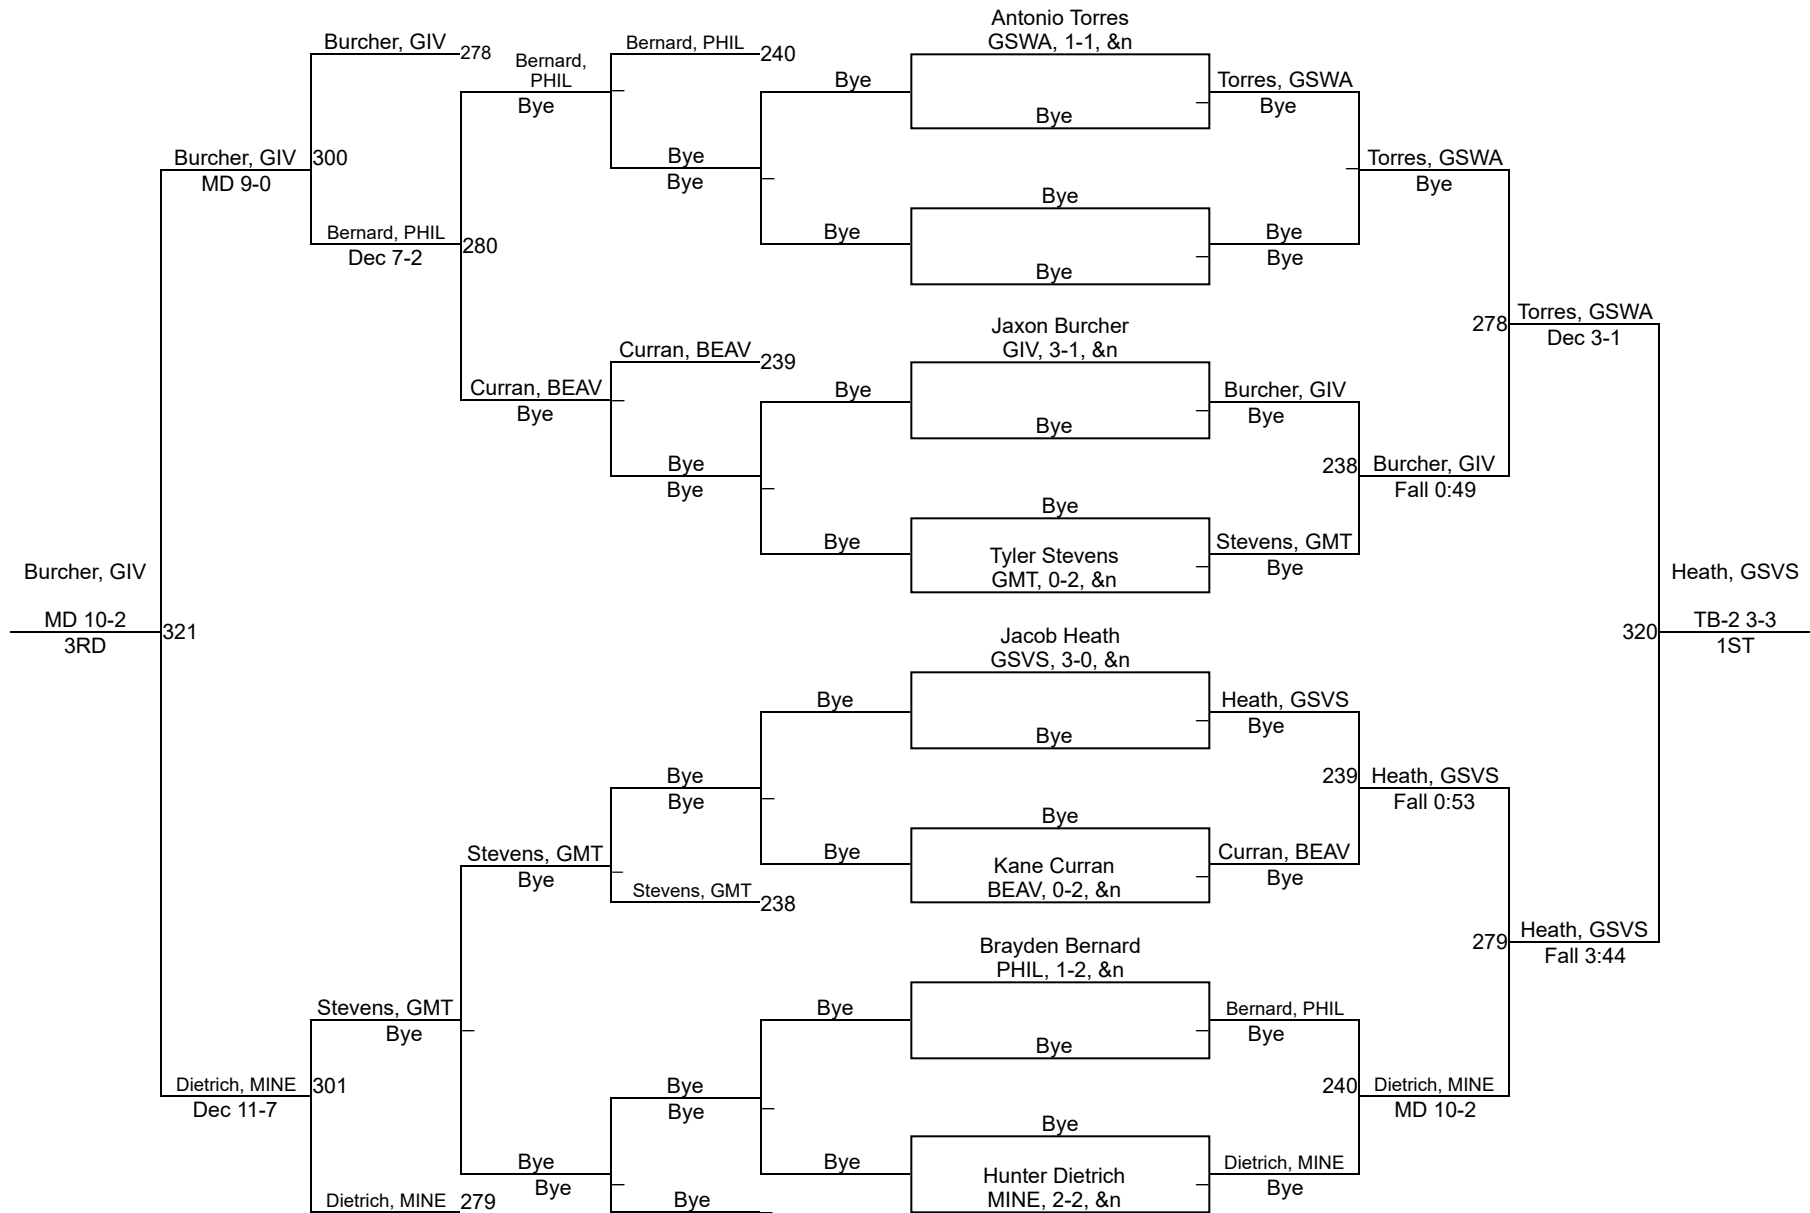 Antonio Torres
Burcher, GIV
278
Bernard, PHIL
240
GSWA, 1-1, &n
Bernard,
PHIL
Bye
Bye
Torres, GSWA
Bye
Bye
Bye
Burcher, GIV
300
MD 9-0
Bye
Bye
Torres, GSWA
Bye
Bye
Bernard, PHIL
280
Dec 7-2
Bye
Bye
Bye
Bye
Jaxon Burcher
GIV, 3-1, &n
278
Torres, GSWA
Dec 3-1
Curran, BEAV
239
Curran, BEAV
Bye
Bye
Bye
Burcher, GIV
Bye
Bye
Bye
238
Burcher, GIV
Fall 0:49
Bye
Bye
Tyler Stevens
GMT, 0-2, &n
Stevens, GMT
Bye
Burcher, GIV
MD 10-2
3RD
321
Heath, GSVS
320
TB-2 3-3
1ST
Jacob Heath
GSVS, 3-0, &n
Bye
Bye
Heath, GSVS
Bye
Bye
Bye
239
Heath, GSVS
Fall 0:53
Bye
Stevens, GMT
Bye
Bye
Kane Curran
BEAV, 0-2, &n
Curran, BEAV
Bye
Stevens, GMT
238
Brayden Bernard
PHIL, 1-2, &n
279
Heath, GSVS
Fall 3:44
Stevens, GMT
Bye
Bye
Bye
Bernard, PHIL
Bye
Dietrich, MINE
301
Dec 11-7
Bye
Bye
240
Dietrich, MINE
MD 10-2
Bye
Bye
Bye
Bye
Hunter Dietrich
MINE, 2-2, &n
Dietrich, MINE
Bye
Dietrich, MINE
279
Bye